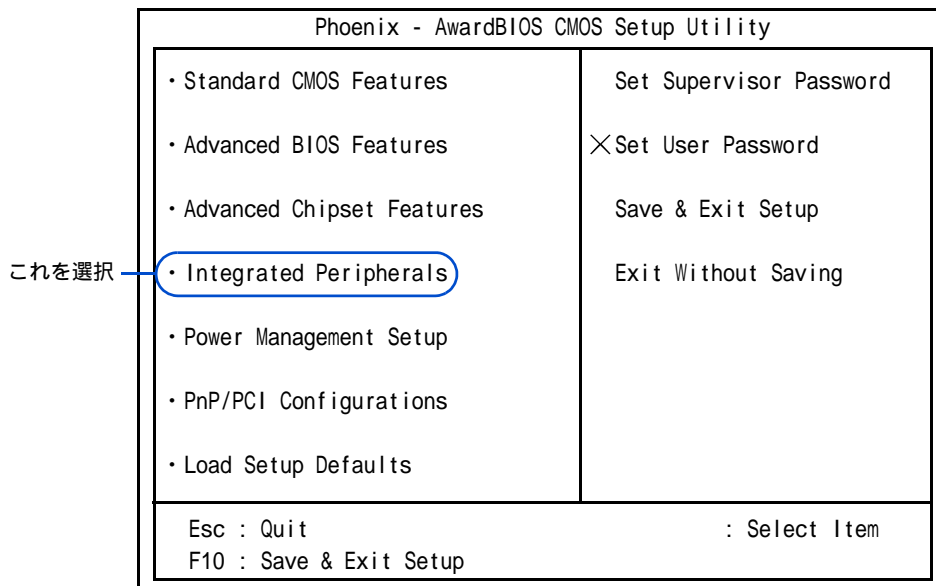 Phoenix - AwardBIOS CMOS Setup Utility
・Standard CMOS Features
・Advanced BIOS Features
・Advanced Chipset Features
これを選択
・Integrated Peripherals
・Power Management Setup
・PnP/PCI Configurations
・Load Setup Defaults
Set Supervisor Password
×Set User Password
Save & Exit Setup
Exit Without Saving
Esc : Quit
: Select Item
F10 : Save & Exit Setup